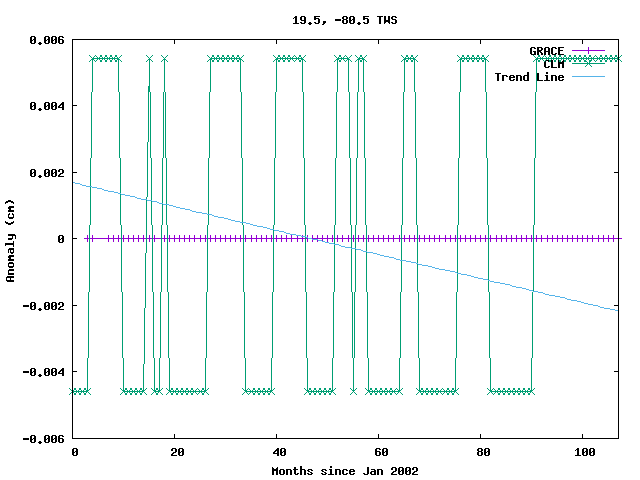 19.5, -80.5 TWS
GRACE
CLM
Trend Line
0.006
0.004
0.002
0
-0.002
-0.004
-0.006
Anomaly (cm)
0 20 40 60 80 100
Months since Jan 2002